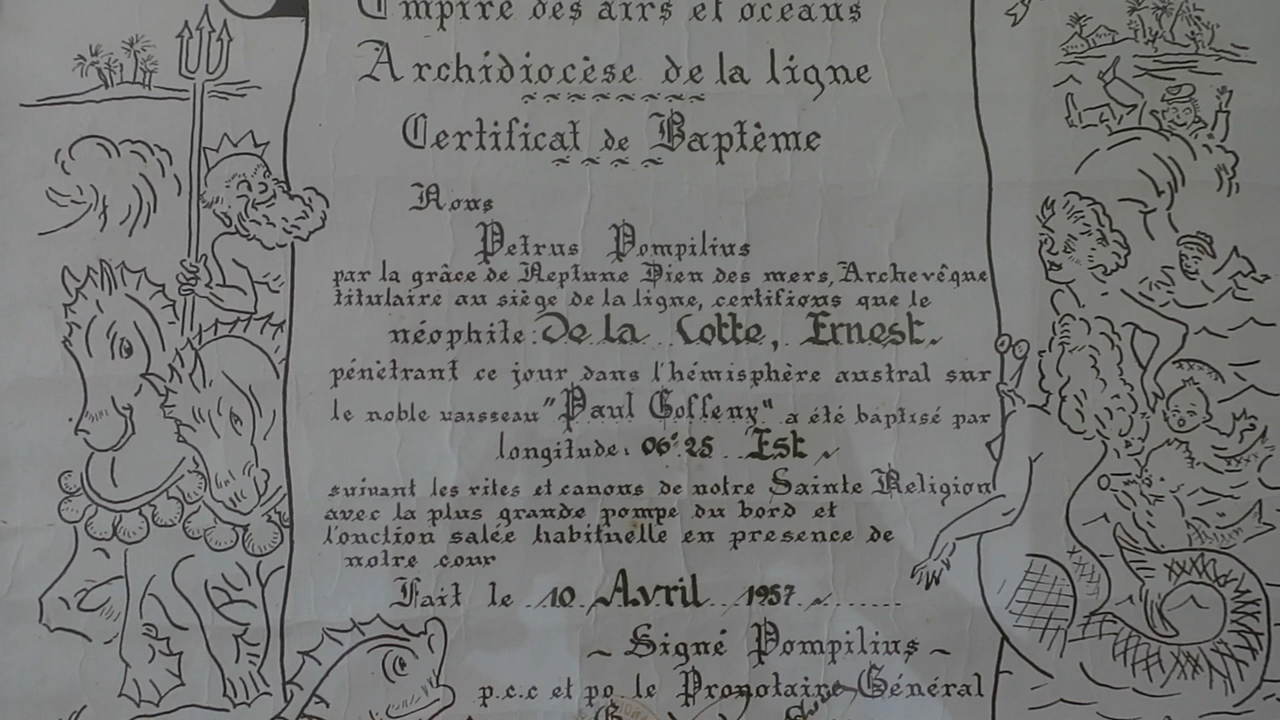 Empire des airs et océans
Archidiocèse de la ligne
Certificat de Baptème
Nous
Petrus Pompilius
par la grâce de Neptune Dieu des mers, Archevêque
titulaire au siège de la ligne, certifions que le
néophite: De la Cotte, Ernest.
pénétrant ce jour dans l'hémisphère austral sur
le noble vaisseau "Paul Goffeny" a été baptisé par
longitude: 06° 25 Est
suivant les rites et canons de notre Sainte Religion
avec la plus grande pompe du bord et
l'onction salée habituelle en presence de
notre cour
Fait le 10 Avril 1957
~ Signé Pompilius ~
p.c.c et po le Pronotaire Général